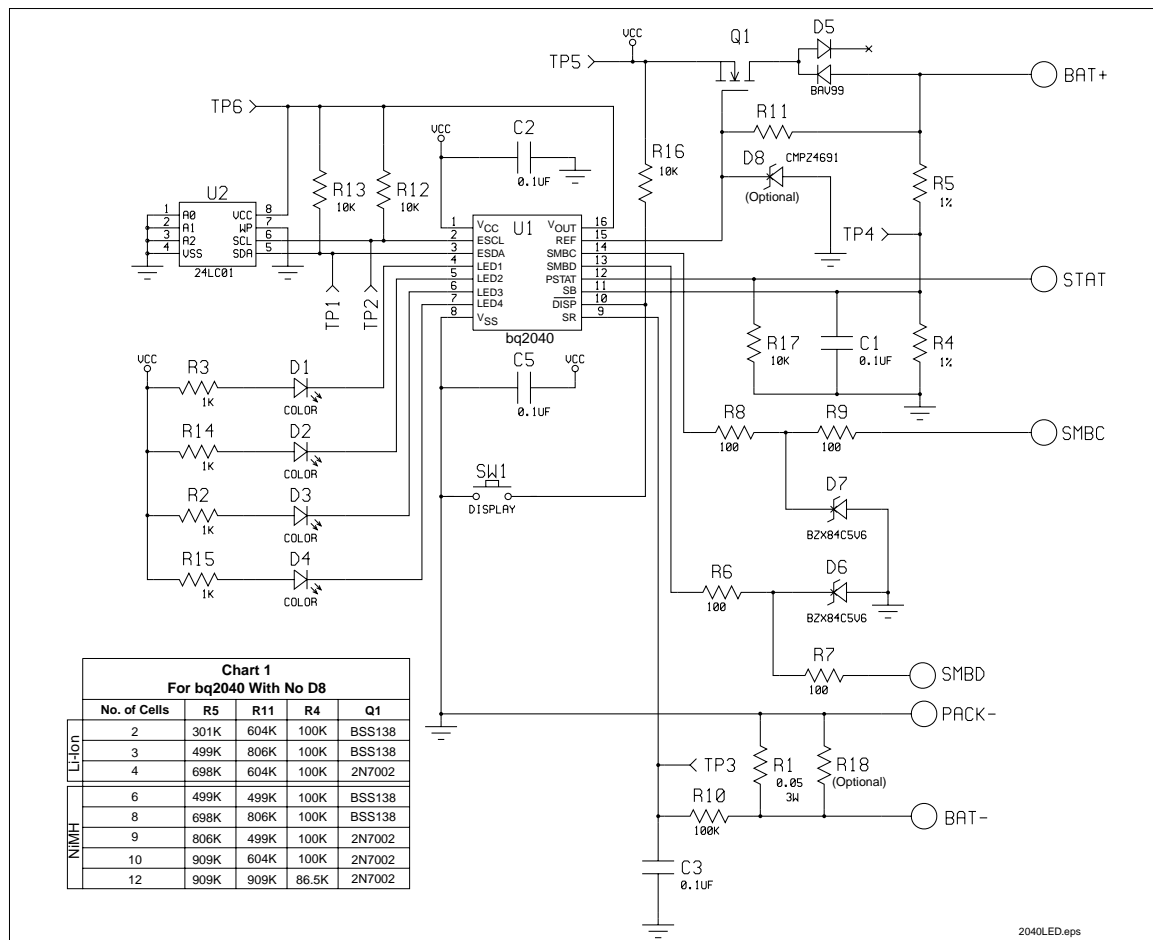 VCC
Q1
D5
TP5
BAV99
BAT+
TP6
VCC
C2
0.1UF
R11
R16
10K
D8
CMPZ4691
(Optional)
R5
1%
TP4
U2
R13
10K
R12
10K
1 A0 VCC 8
2 A1 WP 7
3 A2 SCL 6
4 VSS SDA 5
24LC01
U1
1 VCC VOUT 16
2 ESCL REF 15
3 ESDA SMBC 14
4 LED1 SMBD 13
5 LED2 PSTAT 12
6 LED3 SB 11
7 LED4 DISP 10
8 VSS SR 9
bq2040
TP1
TP2
STAT
R17
10K
C1
0.1UF
R4
1%
VCC
R3
1K
D1
COLOR
C5
0.1UF
VCC
R14
1K
D2
COLOR
R8
100
R9
100
SMBC
R2
1K
D3
COLOR
SW1
DISPLAY
D7
BZX84C5V6
R15
1K
D4
COLOR
R6
100
D6
BZX84C5V6
R7
100
SMBD
PACK-
TP3
R1
0.05
3W
R18
(Optional)
R10
100K
BAT-
C3
0.1UF
Chart 1
For bq2040 With No D8
No. of Cells R5 R11 R4 Q1
Li-Ion
2 301K 604K 100K BSS138
3 499K 806K 100K BSS138
4 698K 604K 100K 2N7002
NiMH
6 499K 499K 100K BSS138
8 698K 806K 100K BSS138
9 806K 499K 100K 2N7002
10 909K 604K 100K 2N7002
12 909K 909K 86.5K 2N7002
2040LED.eps